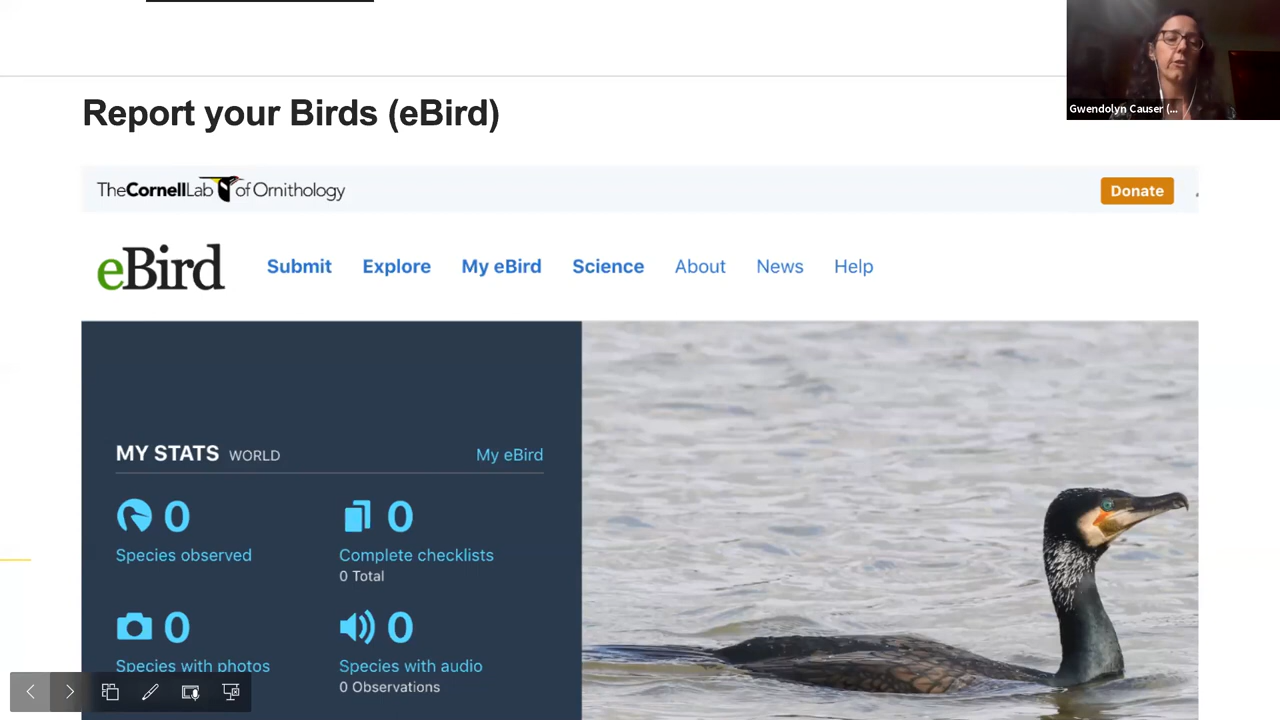 Gwendolyn Causer (...
Report your Birds (eBird)
TheCornellLab of Ornithology
Donate
eBird
Submit Explore My eBird Science About News Help
MY STATS WORLD My eBird
0 0
Species observed Complete checklists
0 Total
0 0
Species with photos Species with audio
0 Observations